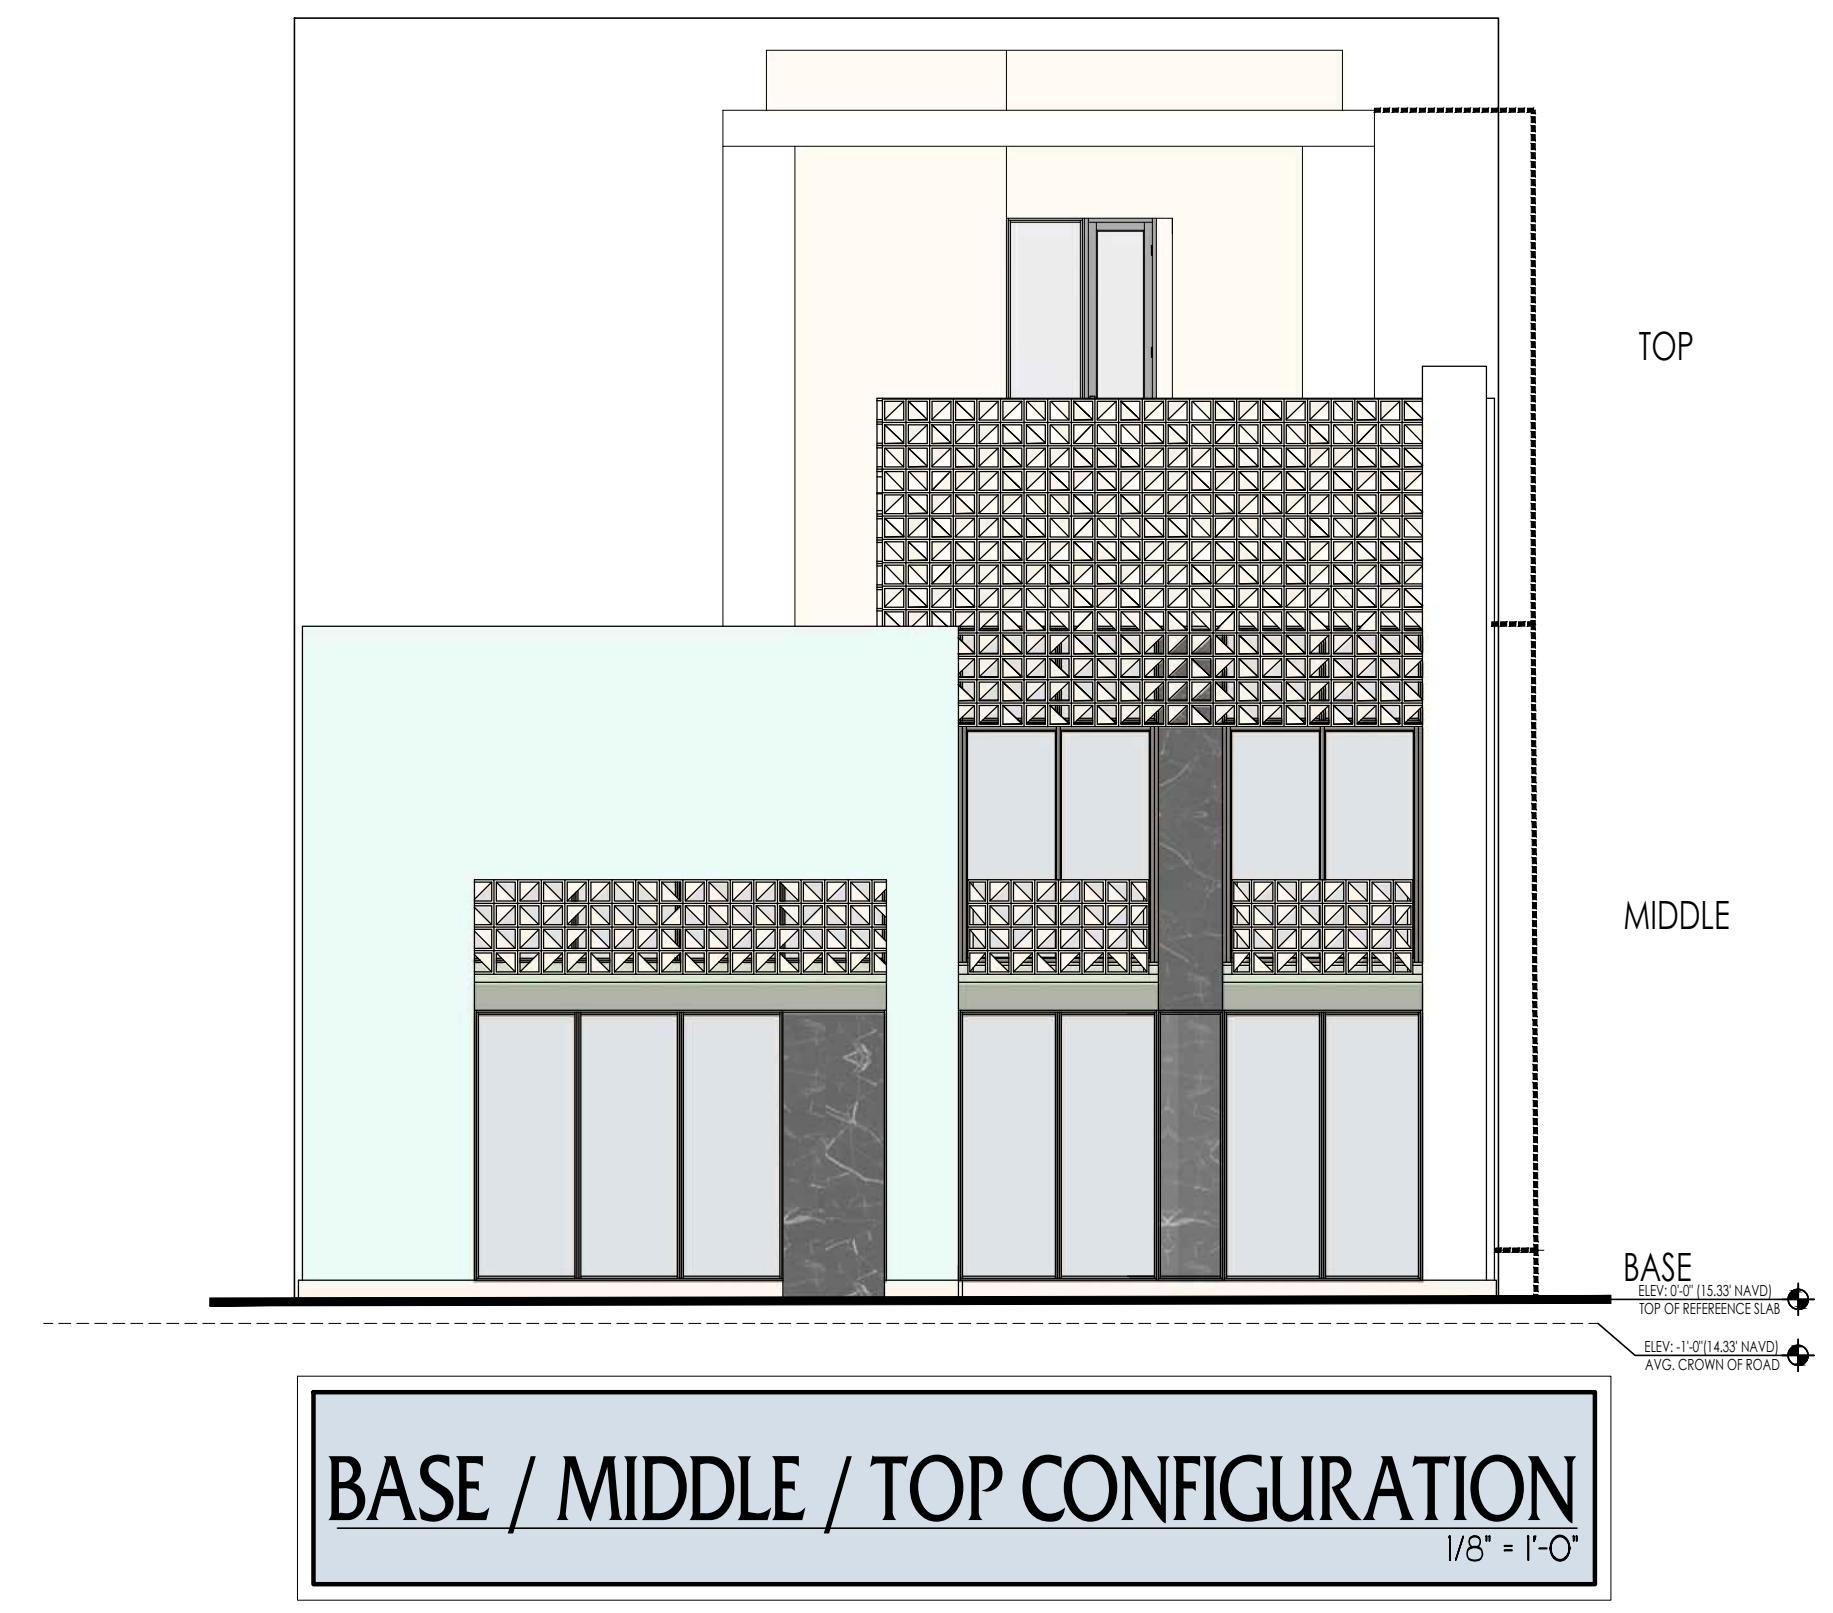 TOP
MIDDLE
BASE
ELEV: 0'-0" (15.33' NAVD)
TOP OF REFEREENCE SLAB
ELEV: -1'-0"(14.33' NAVD)
AVG. CROWN OF ROAD
BASE / MIDDLE / TOP CONFIGURATION
1/8" = 1'-0"